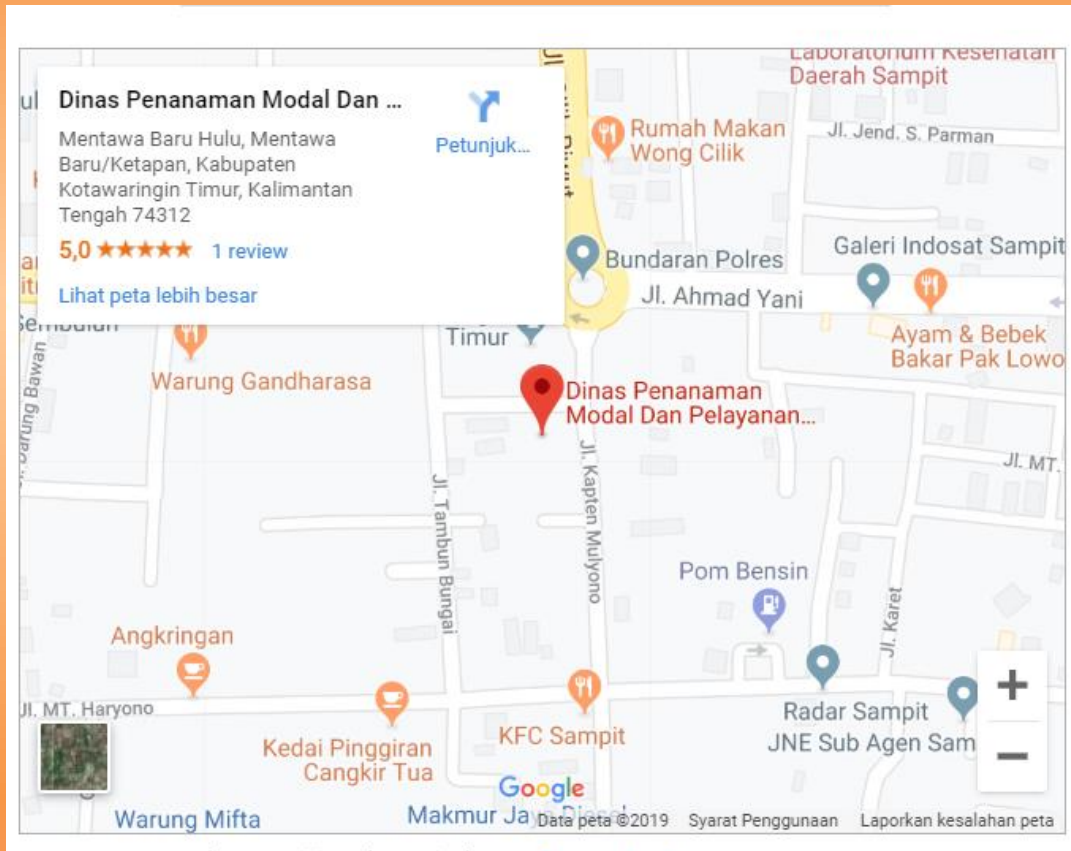 Dinas Penanaman Modal Dan ...
Petunjuk...
Mentawa Baru Hulu, Mentawa
Baru/Ketapan, Kabupaten
Kotawaringin Timur, Kalimantan
Tengah 74312
5,0 ★★★★★ 1 review
Lihat peta lebih besar
Laboratorium Kesehatan
Daerah Sampit
Rumah Makan
Wong Cilik
Jl. Jend. S. Parman
Bundaran Polres
Galeri Indosat Sampit
Jl. Ahmad Yani
Timur
Ayam & Bebek
Bakar Pak Lowo
Warung Gandharasa
Dinas Penanaman
Modal Dan Pelayanan...
Jl. MT.
Jl. Tambun Bungai
Jl. Kapten Mulyono
Pom Bensin
Jl. Karet
Angkringan
Jl. MT. Haryono
Kedai Pinggiran
Cangkir Tua
KFC Sampit
Radar Sampit
JNE Sub Agen Sam
+
−
Google
Warung Mifta
Makmur Jaya Diesel
Data peta ©2019 Syarat Penggunaan Laporkan kesalahan peta